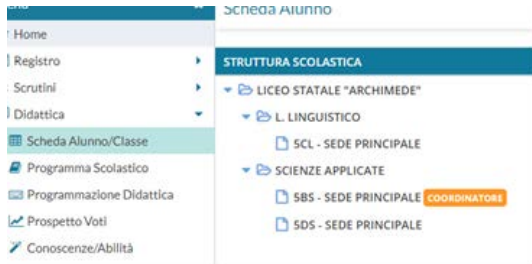 Scheda Alunno
Home
Registro
Scrutini
Didattica
Scheda Alunno/Classe
Programma Scolastico
Programmazione Didattica
Prospetto Voti
Conoscenze/Abilità
STRUTTURA SCOLASTICA
LICEO STATALE "ARCHIMEDE"
L. LINGUISTICO
5CL - SEDE PRINCIPALE
SCIENZE APPLICATE
5BS - SEDE PRINCIPALE COORDINATORE
5DS - SEDE PRINCIPALE